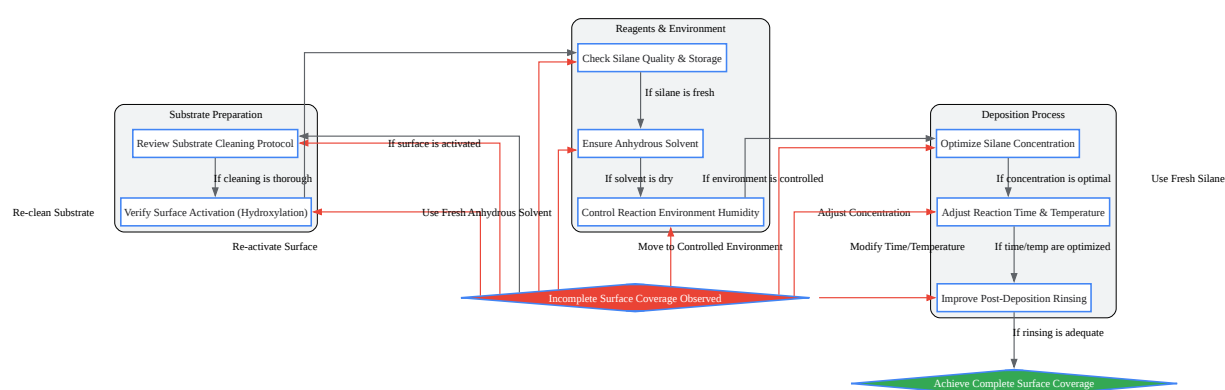 Reagents & Environment
Check Silane Quality & Storage
If silane is fresh
Substrate Preparation
Deposition Process
Review Substrate Cleaning Protocol
If surface is activated
Ensure Anhydrous Solvent
Optimize Silane Concentration
If cleaning is thorough
If solvent is dry
If environment is controlled
If concentration is optimal
Use Fresh Silane
Re-clean Substrate
Verify Surface Activation (Hydroxylation)
Use Fresh Anhydrous Solvent
Control Reaction Environment Humidity
Adjust Concentration
Adjust Reaction Time & Temperature
Re-activate Surface
Move to Controlled Environment
Modify Time/Temperature
If time/temp are optimized
Incomplete Surface Coverage Observed
Improve Post-Deposition Rinsing
If rinsing is adequate
Achieve Complete Surface Coverage